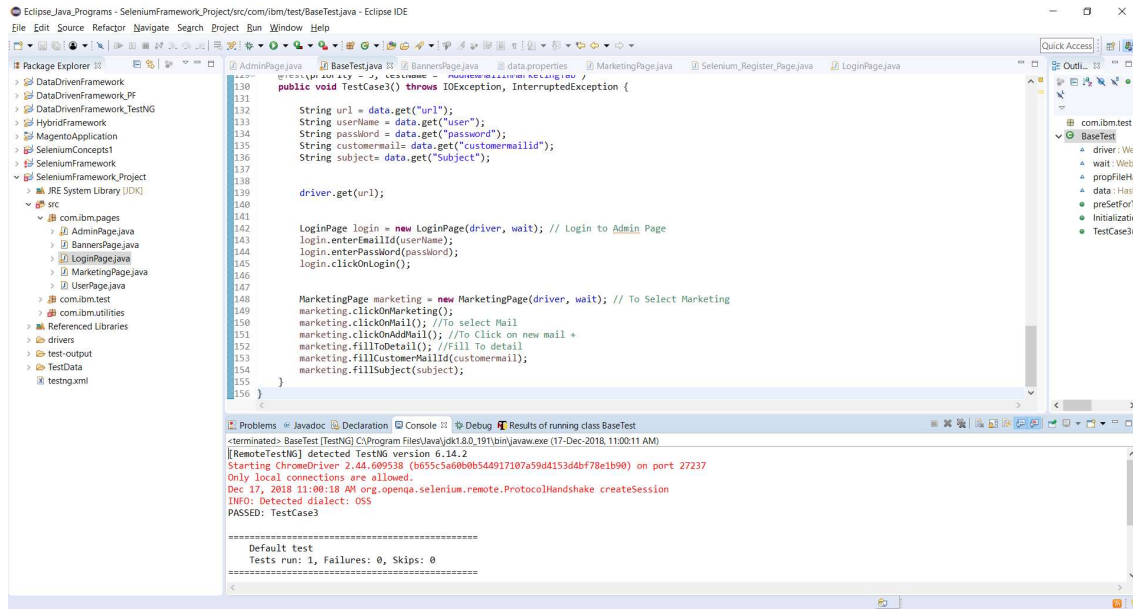 Eclipse_Java_Programs - SeleniumFramework_Project/src/com/ibm/test/BaseTest.java - Eclipse IDE
File Edit Source Refactor Navigate Search Project Run Window Help
Quick Access
Package Explorer
DataDrivenFramework
DataDrivenFramework_PF
DataDrivenFramework_TestNG
HybridFramework
MagentoApplication
SeleniumConcepts1
SeleniumFramework
SeleniumFramework_Project
JRE System Library [JDK]
src
com.ibm.pages
AdminPage.java
BannersPage.java
LoginPage.java
MarketingPage.java
UserPage.java
com.ibm.test
com.ibm.utilities
Referenced Libraries
drivers
test-output
TestData
testng.xml
AdminPage.java BaseTest.java BannersPage.java data.properties MarketingPage.java Selenium_Register_Page.java LoginPage.java
129 @Test(priority = 3, testName = "AddNewMailInMarketingTab")
130 public void TestCase3() throws IOException, InterruptedException {
131
132 String url = data.get("url");
133 String userName = data.get("user");
134 String passWord = data.get("password");
135 String customermail= data.get("customermailid");
136 String subject= data.get("Subject");
137
138
139 driver.get(url);
140
141
142 LoginPage login = new LoginPage(driver, wait); // Login to Admin Page
143 login.enterEmailId(userName);
144 login.enterPassWord(passWord);
145 login.clickOnLogin();
146
147
148 MarketingPage marketing = new MarketingPage(driver, wait); // To Select Marketing
149 marketing.clickOnMarketing();
150 marketing.clickOnMail(); //To select Mail
151 marketing.clickOnAddMail(); //To Click on new mail +
152 marketing.fillToDetail(); //Fill To detail
153 marketing.fillCustomerMailId(customermail);
154 marketing.fillSubject(subject);
155 }
156 }
Outli...
com.ibm.test
BaseTest
driver : We
wait : Web
propFileHa
data : Has
preSetForT
Initializatio
TestCase3(
Problems Javadoc Declaration Console Debug Results of running class BaseTest
<terminated> BaseTest [TestNG] C:\Program Files\Java\jdk1.8.0_191\bin\javaw.exe (17-Dec-2018, 11:00:11 AM)
[RemoteTestNG] detected TestNG version 6.14.2
Starting ChromeDriver 2.44.609538 (b655c5a60b0b544917107a59d4153d4bf78e1b90) on port 27237
Only local connections are allowed.
Dec 17, 2018 11:00:18 AM org.openqa.selenium.remote.ProtocolHandshake createSession
INFO: Detected dialect: OSS
PASSED: TestCase3
===============================================
Default test
Tests run: 1, Failures: 0, Skips: 0
===============================================